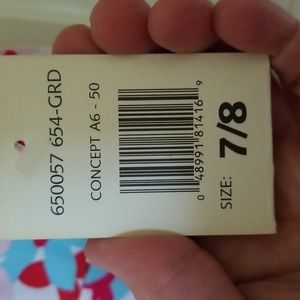 650057 654-GRD
CONCEPT A6 - 50
0 48991 81416 9
SIZE: 7/8